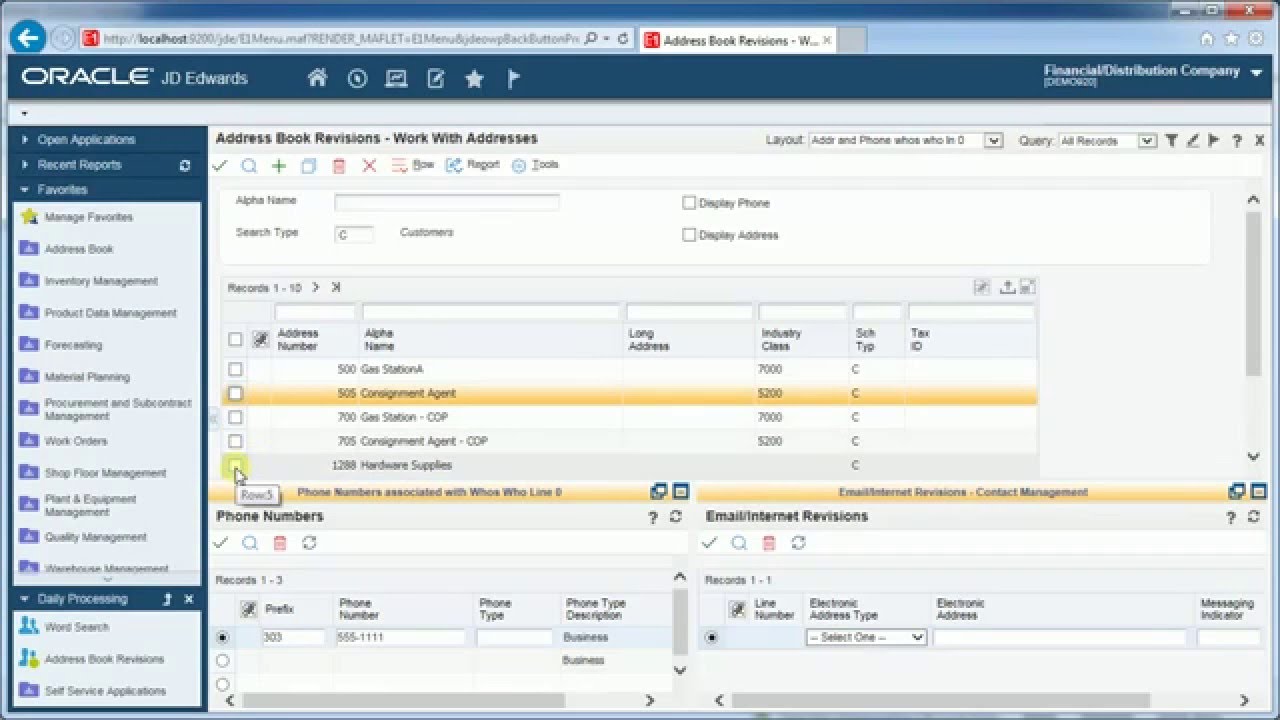 http://localhost:9200/jde/E1Menu.maf?RENDER_MAFLET=E1Menu&jdeowpBackButtonPr
Address Book Revisions - W...
ORACLE JD Edwards
Financial/Distribution Company
[DEMO920]
Open Applications
Recent Reports
Favorites
Manage Favorites
Address Book
Inventory Management
Product Data Management
Forecasting
Material Planning
Procurement and Subcontract
Management
Work Orders
Shop Floor Management
Plant & Equipment
Management
Quality Management
Warehouse Management
Daily Processing
Word Search
Address Book Revisions
Self Service Applications
Address Book Revisions - Work With Addresses
Layout: Addr and Phone whos who ln 0
Query: All Records
Row Report Tools
Alpha Name
Display Phone
Search Type C Customers
Display Address
Records 1 - 10
Address Number Alpha Name Long Address Industry Class Sch Typ Tax ID
500 Gas StationA 7000 C
505 Consignment Agent 5200 C
700 Gas Station - COP 7000 C
705 Consignment Agent - COP 5200 C
1288 Hardware Supplies C
Row:5
Phone Numbers associated with Whos Who Line 0
Phone Numbers
Records 1 - 3
Prefix Phone Number Phone Type Phone Type Description
303 555-1111 Business
Business
Email/Internet Revisions - Contact Management
Email/Internet Revisions
Records 1 - 1
Line Number Electronic Address Type Electronic Address Messaging Indicator
-- Select One --